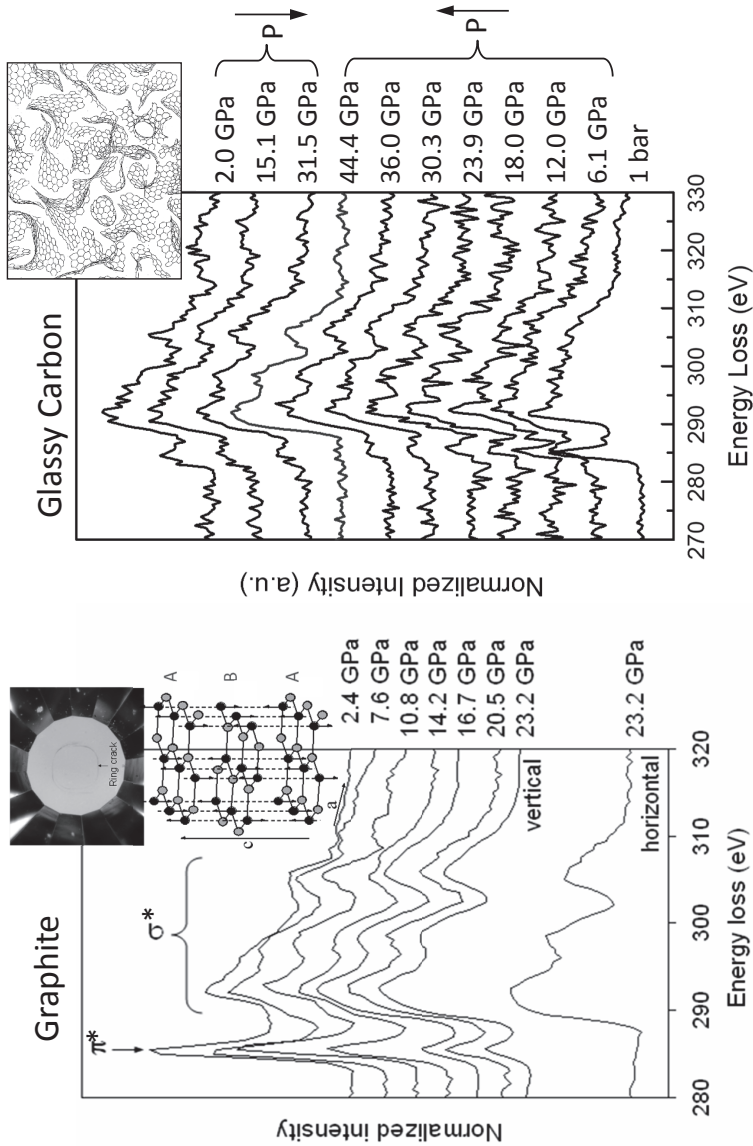 Graphite
Ring crack
π*
σ*
A
B
A
c
a
2.4 GPa
7.6 GPa
10.8 GPa
14.2 GPa
16.7 GPa
20.5 GPa
23.2 GPa
vertical
23.2 GPa
horizontal
280 290 300 310 320
Energy loss (eV)
Normalized intensity
Glassy Carbon
2.0 GPa
15.1 GPa
31.5 GPa
44.4 GPa
36.0 GPa
30.3 GPa
23.9 GPa
18.0 GPa
12.0 GPa
6.1 GPa
1 bar
P
P
270 280 290 300 310 320 330
Energy Loss (eV)
Normalized Intensity (a.u.)